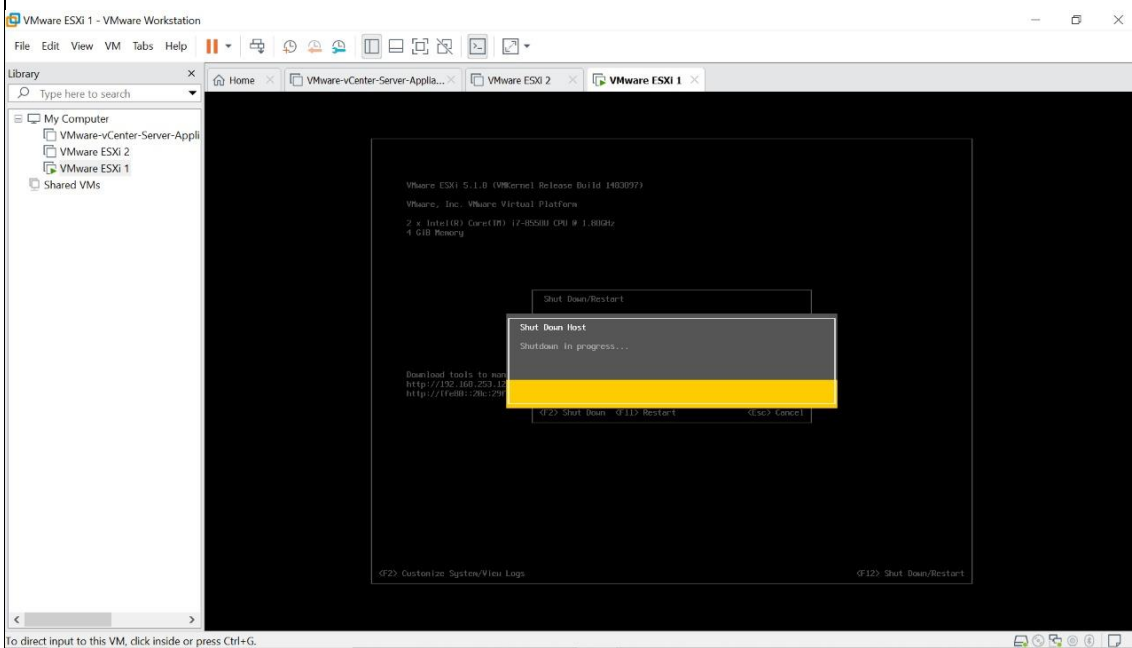 VMware ESXi 1 - VMware Workstation
File Edit View VM Tabs Help
Library
Type here to search
My Computer
VMware-vCenter-Server-Appli
VMware ESXi 2
VMware ESXi 1
Shared VMs
Home
VMware-vCenter-Server-Applia...
VMware ESXi 2
VMware ESXi 1
VMware ESXi 5.1.0 (VMKernel Release Build 1483097)
VMware, Inc. VMware Virtual Platform
2 x Intel(R) Core(TM) i7-8550U CPU @ 1.80GHz
4 GiB Memory
Shut Down/Restart
Shut Down Host
Shutdown in progress...
Download tools to man
http://192.168.253.12
http://[fe80::20c:29f
<F2> Shut Down <F11> Restart <Esc> Cancel
<F2> Customize System/View Logs <F12> Shut Down/Restart
To direct input to this VM, click inside or press Ctrl+G.